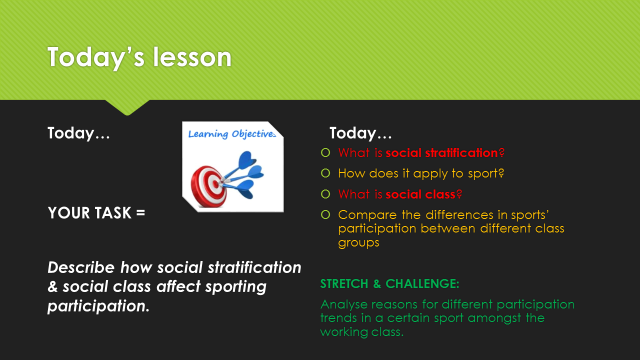 Today's lesson
Today…
Learning Objective.
YOUR TASK =
Describe how social stratification
& social class affect sporting
participation.
Today…
What is social stratification?
How does it apply to sport?
What is social class?
Compare the differences in sports'
participation between different class
groups
STRETCH & CHALLENGE:
Analyse reasons for different participation
trends in a certain sport amongst the
working class.